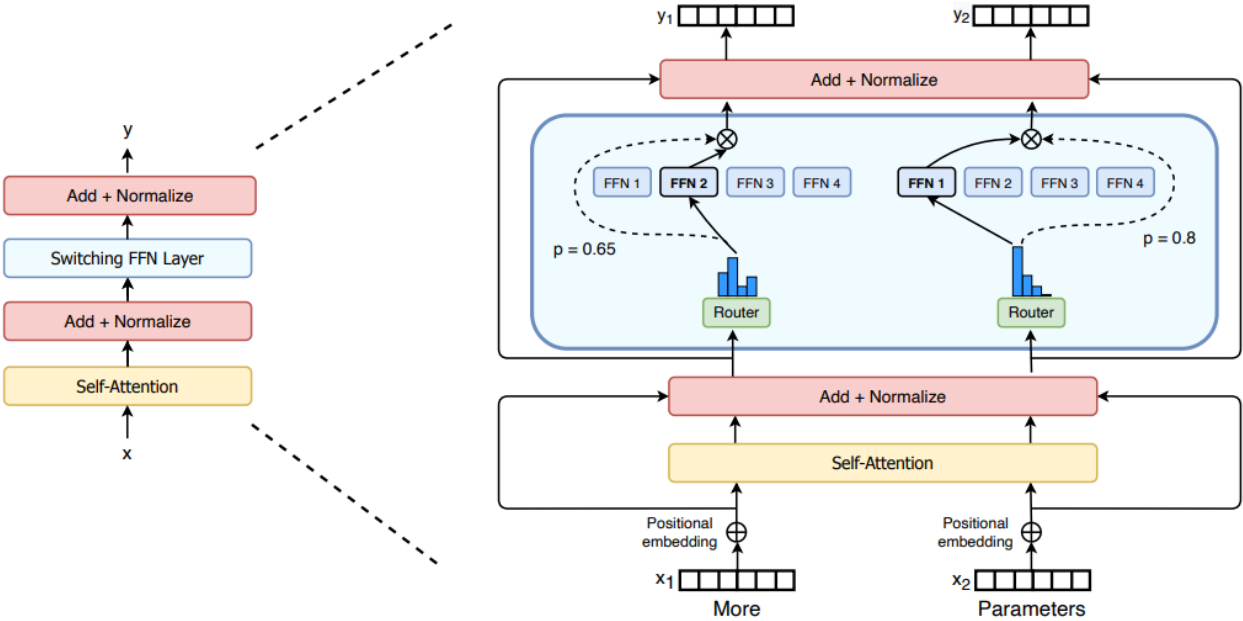 y
Add + Normalize
Switching FFN Layer
Add + Normalize
Self-Attention
x
y1
y2
Add + Normalize
FFN 1 FFN 2 FFN 3 FFN 4
FFN 1 FFN 2 FFN 3 FFN 4
p = 0.65
p = 0.8
Router
Router
Add + Normalize
Self-Attention
Positional
embedding
Positional
embedding
x1
x2
More
Parameters